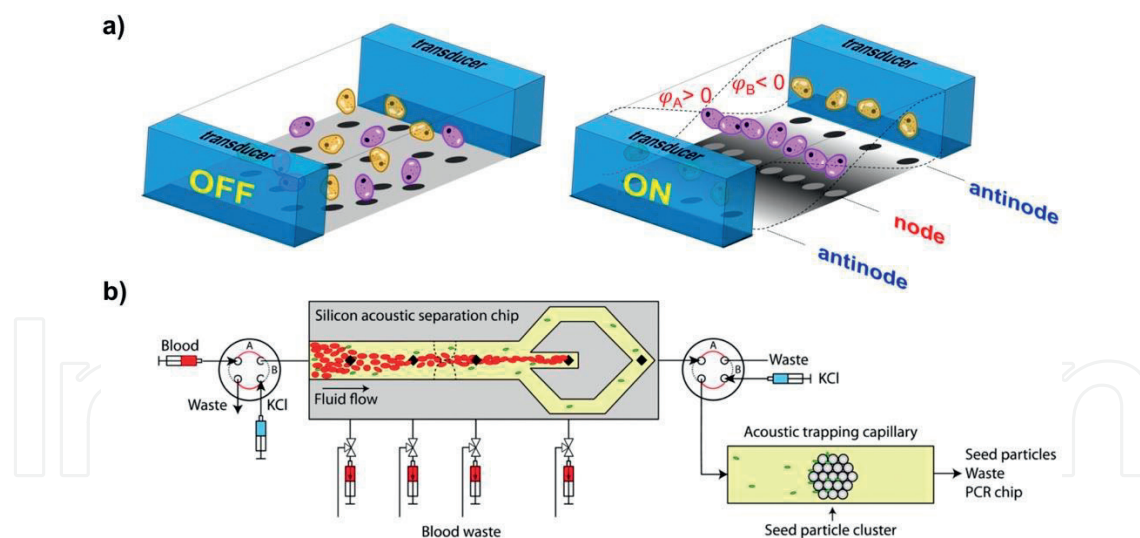 a)
transducer
transducer
OFF
transducer
transducer
ON
φA > 0
φB < 0
antinode
node
antinode
b)
Silicon acoustic separation chip
Blood
A
B
Waste
KCl
Fluid flow
Blood waste
A
B
Waste
KCl
Acoustic trapping capillary
Seed particles
Waste
PCR chip
Seed particle cluster